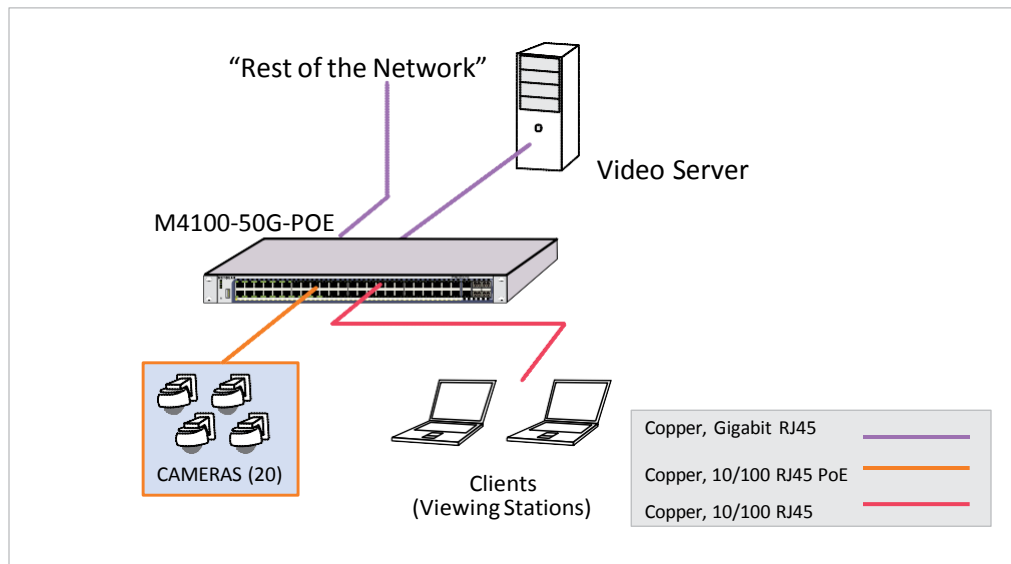 “Rest of the Network”
Video Server
M4100-50G-POE
CAMERAS (20)
Clients
(Viewing Stations)
Copper, Gigabit RJ45
Copper, 10/100 RJ45 PoE
Copper, 10/100 RJ45